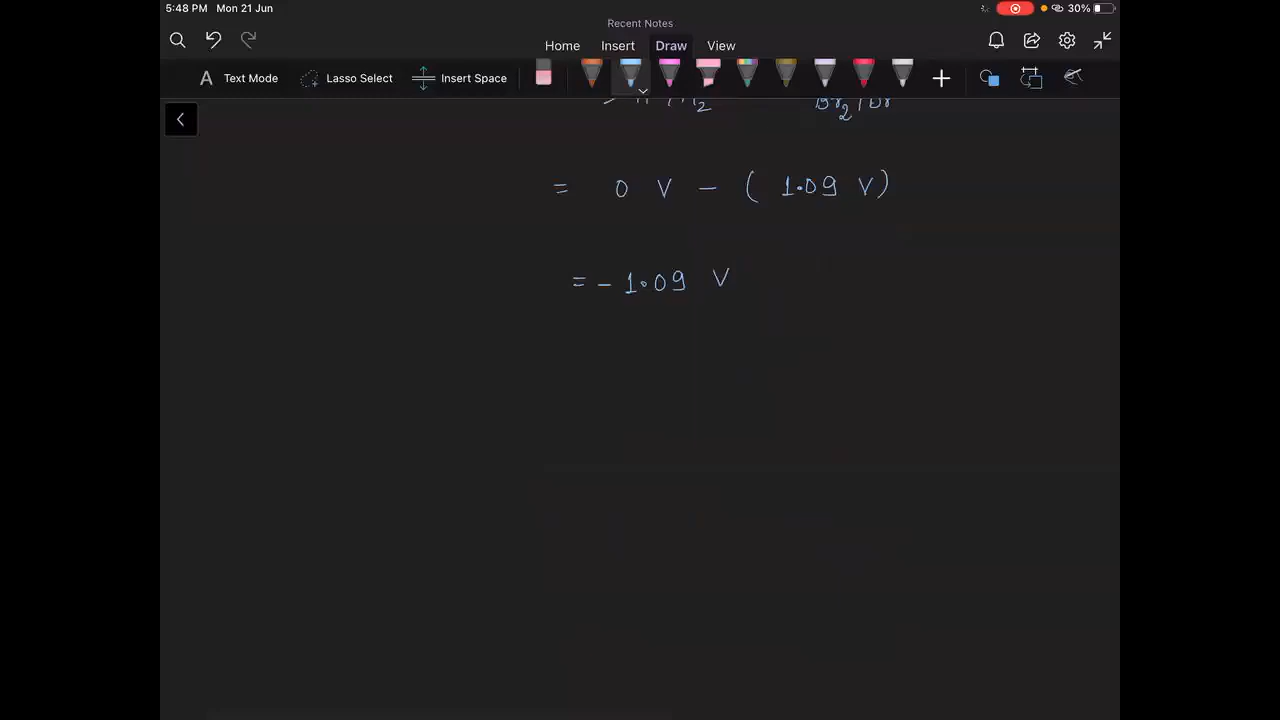 5:48 PM Mon 21 Jun
30%
Recent Notes
Home Insert Draw View
A Text Mode Lasso Select Insert Space
= 0 V - ( 1.09 V)
= - 1.09 V